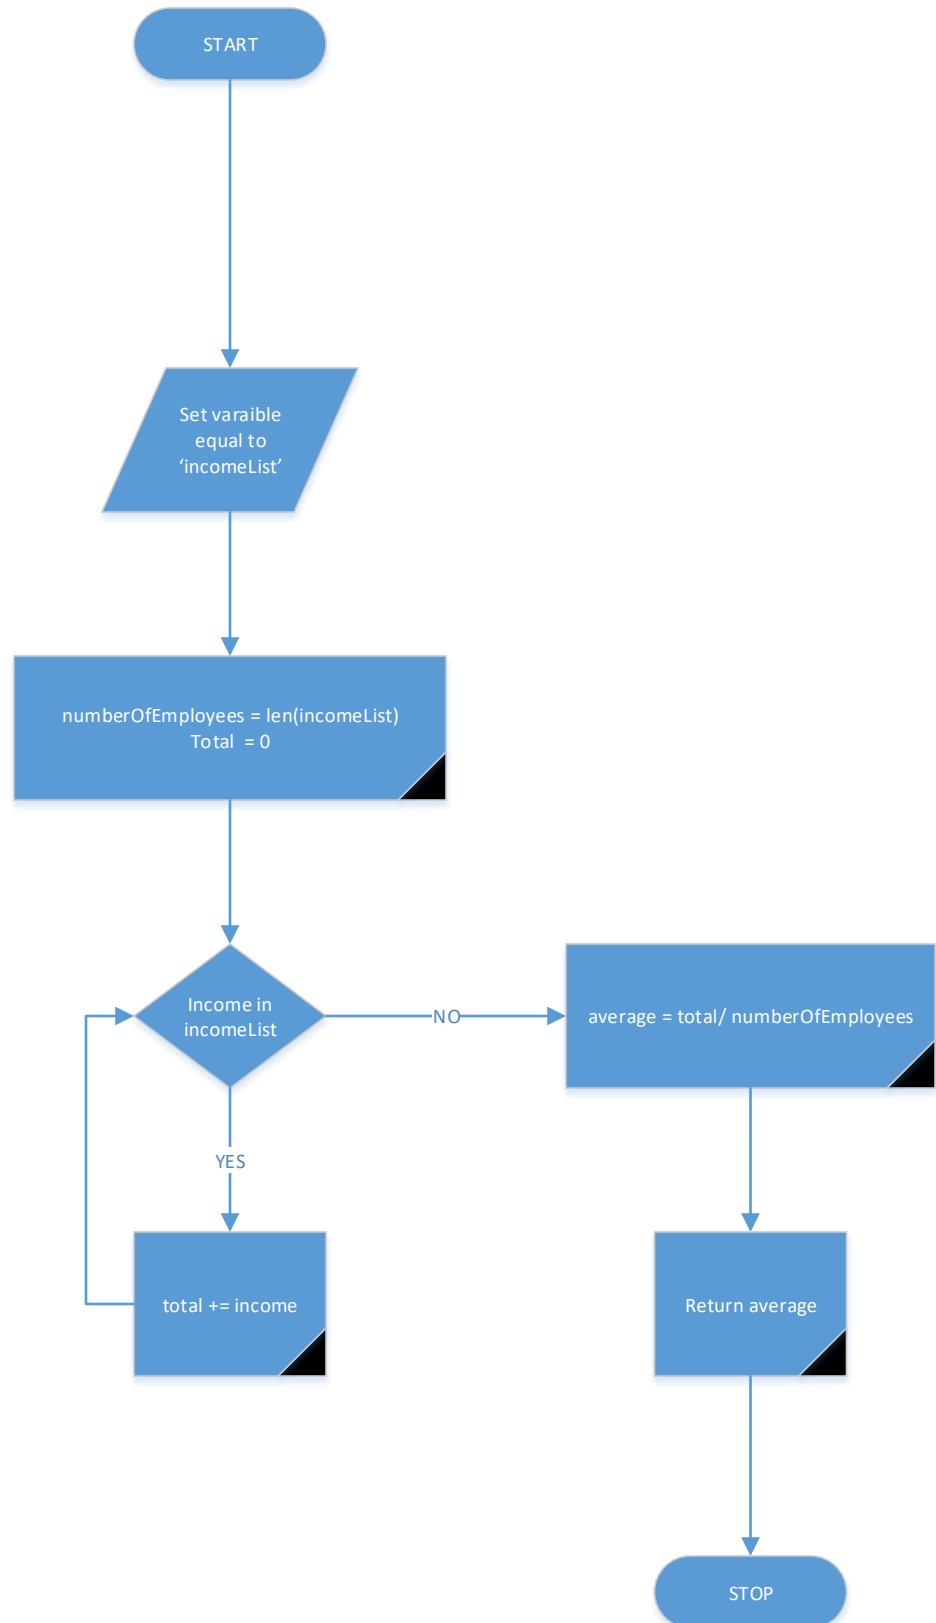 START
Set varaible
equal to
‘incomeList’
numberOfEmployees = len(incomeList)
Total  = 0
Income in
incomeList
NO
average = total/ numberOfEmployees
YES
total += income
Return average
STOP